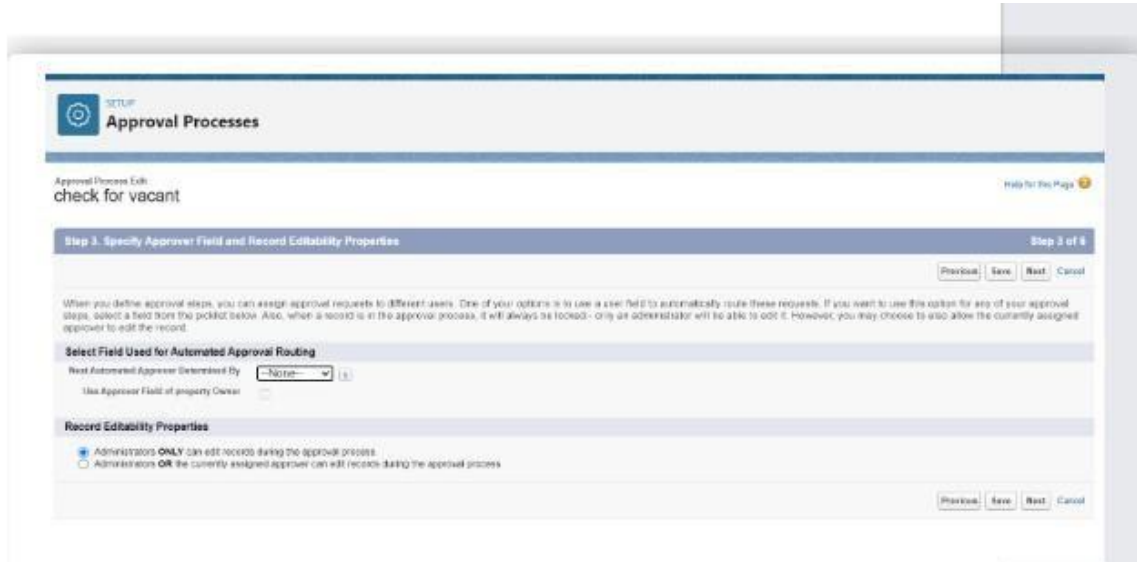 SETUP
Approval Processes
Approval Process Edit
check for vacant
Help for this Page
Step 3. Specify Approver Field and Record Editability Properties
Step 3 of 6
Previous Save Next Cancel
When you define approval steps, you can assign approval requests to different users. One of your options is to use a user field to automatically route these requests. If you want to use this option for any of your approval
steps, select a field from the picklist below. Also, when a record is in the approval process, it will always be locked - only an administrator will be able to edit it. However, you may choose to also allow the currently assigned
approver to edit the record.
Select Field Used for Automated Approval Routing
Next Automated Approver Determined By --None--
Use Approver Field of property Owner
Record Editability Properties
Administrators ONLY can edit records during the approval process.
Administrators OR the currently assigned approver can edit records during the approval process.
Previous Save Next Cancel